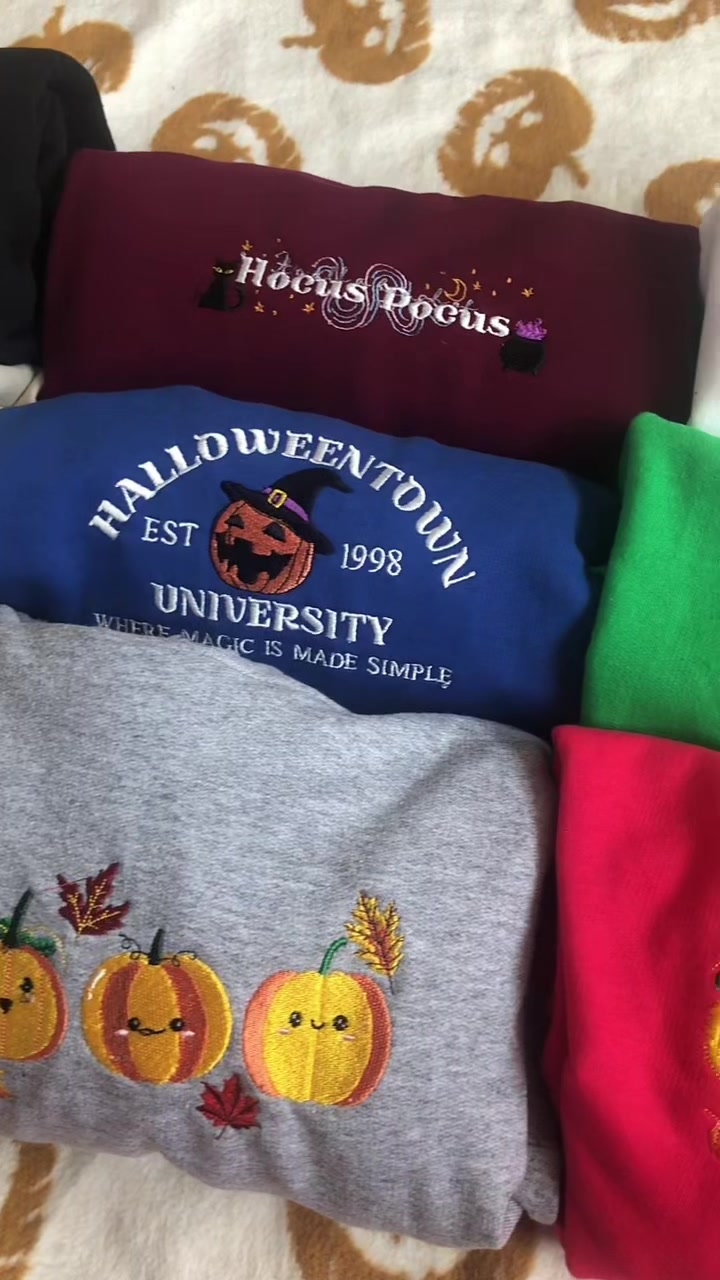 Hocus Pocus
HALLOWEENTOWN
EST 1998
UNIVERSITY
WHERE MAGIC IS MADE SIMPLE